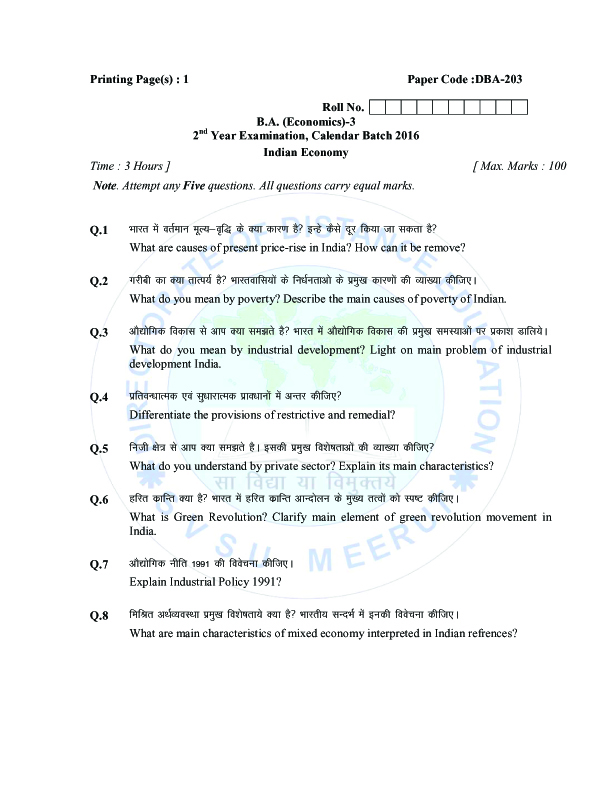 Printing Page(s) : 1 Paper Code :DBA-203
Roll No.
B.A. (Economics)-3
2nd Year Examination, Calendar Batch 2016
Indian Economy
Time : 3 Hours ] [ Max. Marks : 100
Note. Attempt any Five questions. All questions carry equal marks.
Q.1 भारत में वर्तमान मूल्य–वृद्धि के क्या कारण है? इन्हे कैसे दूर किया जा सकता है?
What are causes of present price-rise in India? How can it be remove?
Q.2 गरीबी का क्या तात्पर्य है? भारतवासियों के निर्धनताओ के प्रमुख कारणों की व्याख्या कीजिए।
What do you mean by poverty? Describe the main causes of poverty of Indian.
Q.3 औद्योगिक विकास से आप क्या समझते है? भारत में औद्योगिक विकास की प्रमुख समस्याओं पर प्रकाश डालिये।
What do you mean by industrial development? Light on main problem of industrial
development India.
Q.4 प्रतिवन्धात्मक एवं सुधारात्मक प्रावधानों में अन्तर कीजिए?
Differentiate the provisions of restrictive and remedial?
Q.5 निजी क्षेत्र से आप क्या समझते है। इसकी प्रमुख विशेषताओं की व्याख्या कीजिए?
What do you understand by private sector? Explain its main characteristics?
Q.6 हरित कान्ति क्या है? भारत में हरित कान्ति आन्दोलन के मुख्य तत्वों को स्पष्ट कीजिए।
What is Green Revolution? Clarify main element of green revolution movement in
India.
Q.7 औद्योगिक नीति 1991 की विवेचना कीजिए।
Explain Industrial Policy 1991?
Q.8 मिश्रित अर्थव्यवस्था प्रमुख विशेषताये क्या है? भारतीय सन्दर्भ में इनकी विवेचना कीजिए।
What are main characteristics of mixed economy interpreted in Indian refrences?
DIRECTORATE OF DISTANCE EDUCATION
सा विद्या या विमुक्तये
S V S U MEERUT